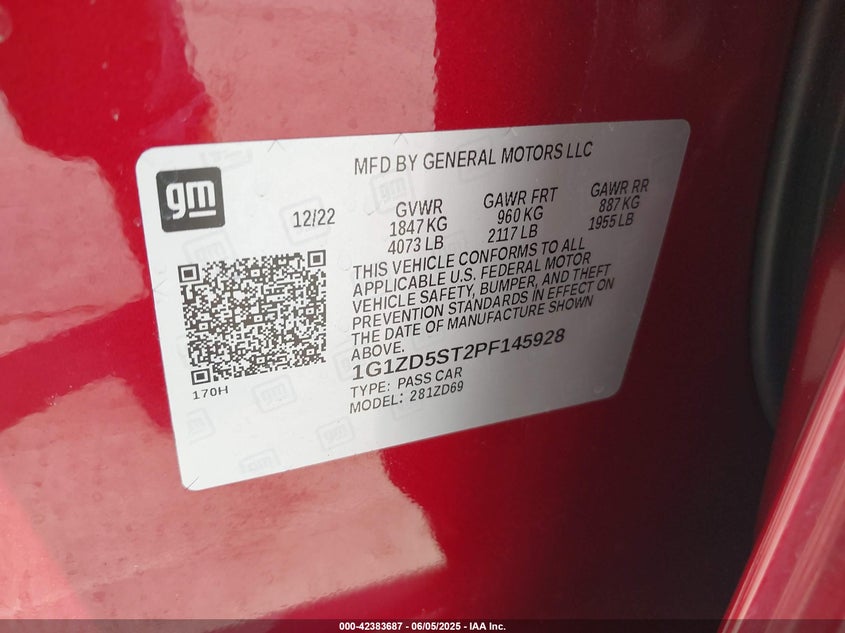 gm
MFD BY GENERAL MOTORS LLC
12/22
GVWR
1847 KG
4073 LB
GAWR FRT
960 KG
2117 LB
GAWR RR
887 KG
1955 LB
THIS VEHICLE CONFORMS TO ALL
APPLICABLE U.S. FEDERAL MOTOR
VEHICLE SAFETY, BUMPER, AND THEFT
PREVENTION STANDARDS IN EFFECT ON
THE DATE OF MANUFACTURE SHOWN
ABOVE.
1G1ZD5ST2PF145928
TYPE: PASS CAR
MODEL: 281ZD69
170H
000-42383687 - 06/05/2025 - IAA Inc.